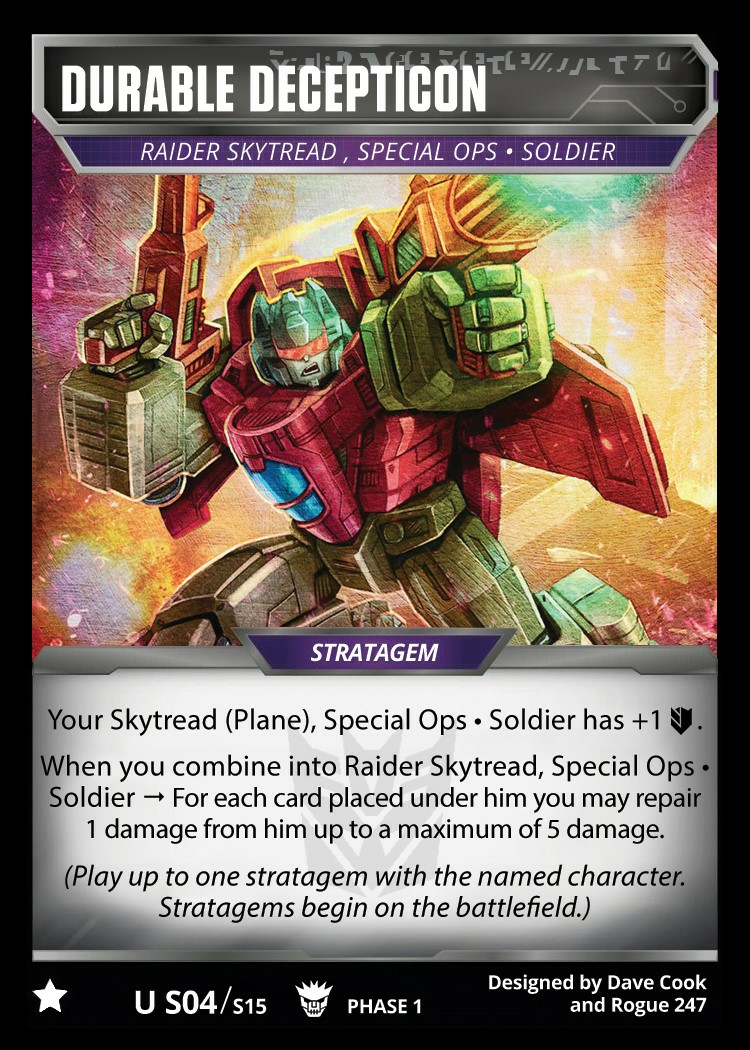 DURABLE DECEPTICON
RAIDER SKYTREAD , SPECIAL OPS • SOLDIER
STRATAGEM
Your Skytread (Plane), Special Ops • Soldier has +1 .
When you combine into Raider Skytread, Special Ops •
Soldier → For each card placed under him you may repair
1 damage from him up to a maximum of 5 damage.
(Play up to one stratagem with the named character.
Stratagems begin on the battlefield.)
U S04/S15
PHASE 1
Designed by Dave Cook
and Rogue 247